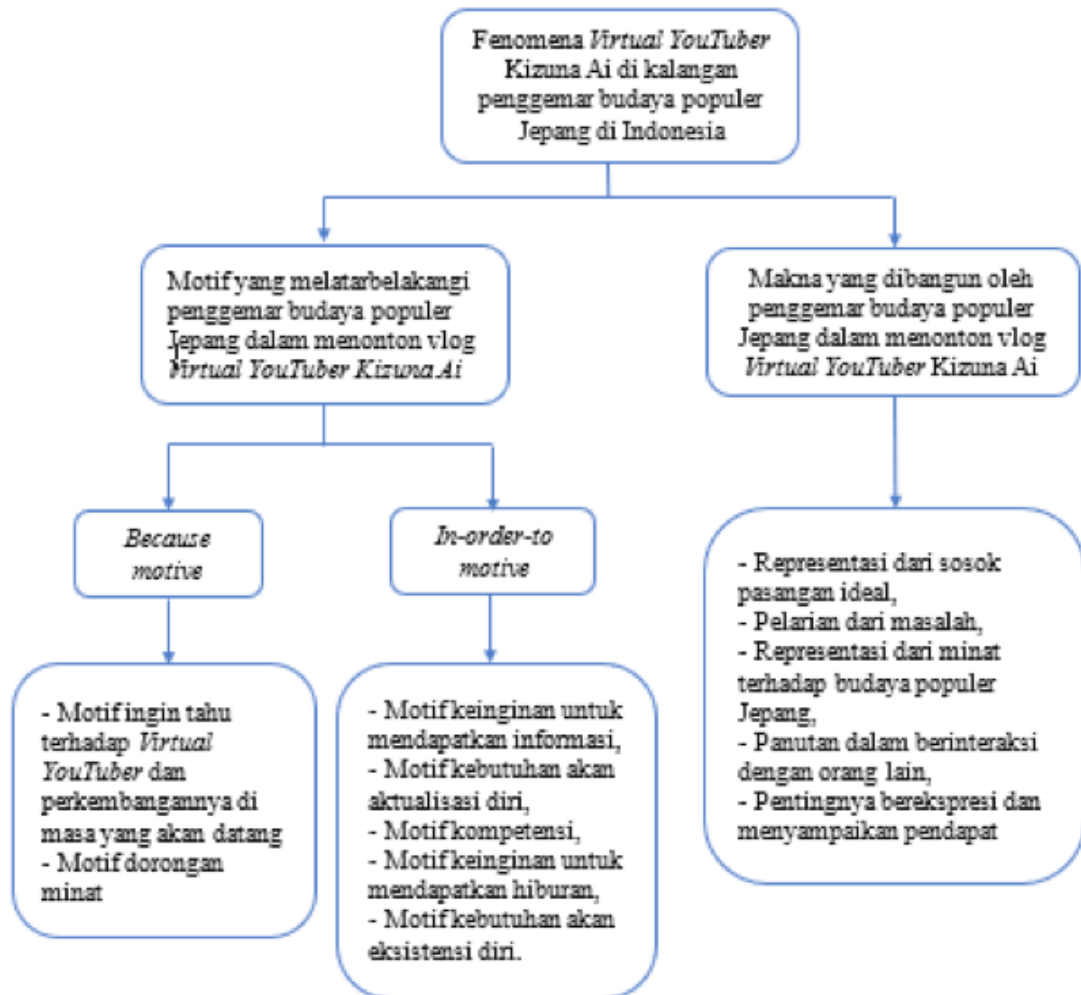 Fenomena Virtual YouTuber
Kizuna Ai di kalangan
penggemar budaya populer
Jepang di Indonesia
Motif yang melatarbelakangi
penggemar budaya populer
Jepang dalam menonton vlog
Virtual YouTuber Kizuna Ai
Makna yang dibangun oleh
penggemar budaya populer
Jepang dalam menonton vlog
Virtual YouTuber Kizuna Ai
Because
motive
In-order-to
motive
- Motif ingin tahu
terhadap Virtual
YouTuber dan
perkembangannya di
masa yang akan datang
- Motif dorongan
minat
- Motif keinginan untuk
mendapatkan informasi,
- Motif kebutuhan akan
aktualisasi diri,
- Motif kompetensi,
- Motif keinginan untuk
mendapatkan hiburan,
- Motif kebutuhan akan
eksistensi diri.
- Representasi dari sosok
pasangan ideal,
- Pelarian dari masalah,
- Representasi dari minat
terhadap budaya populer
Jepang,
- Panutan dalam berinteraksi
dengan orang lain,
- Pentingnya berekspresi dan
menyampaikan pendapat